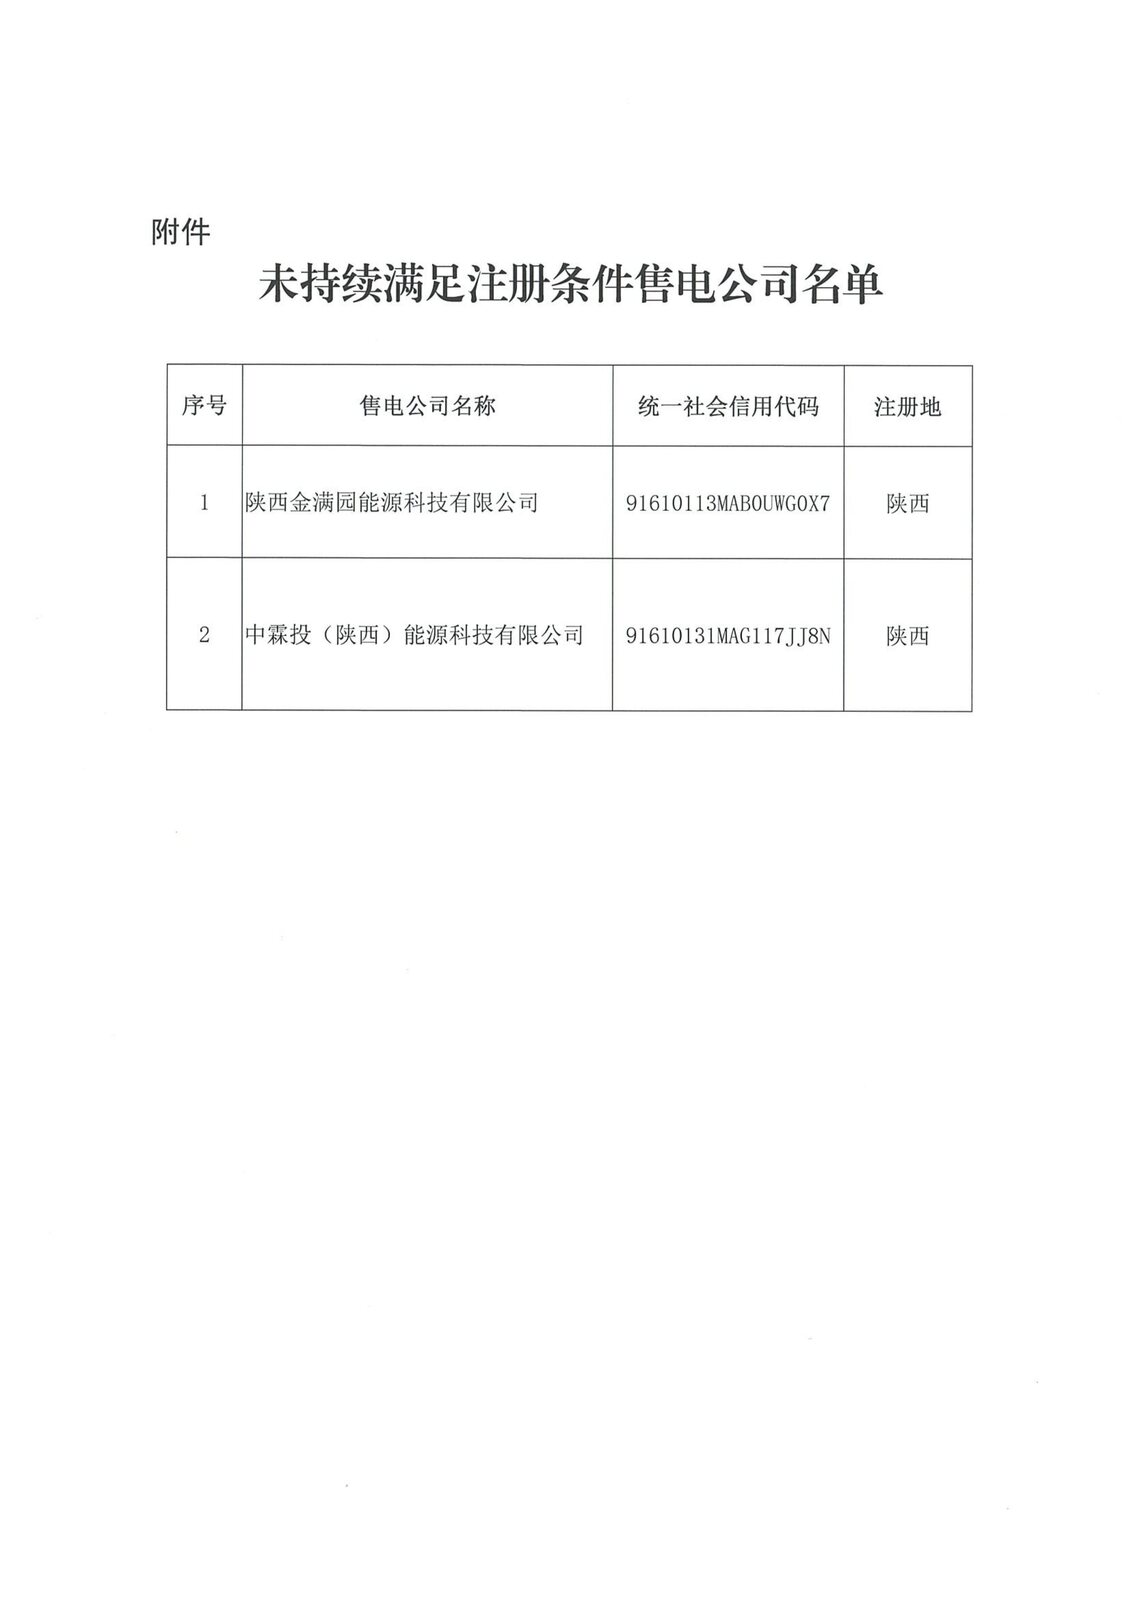 附件
未持续满足注册条件售电公司名单
序号 售电公司名称 统一社会信用代码 注册地
1 陕西金满园能源科技有限公司 91610113MAB0UWG0X7 陕西
2 中霖投（陕西）能源科技有限公司 91610131MAG117JJ8N 陕西